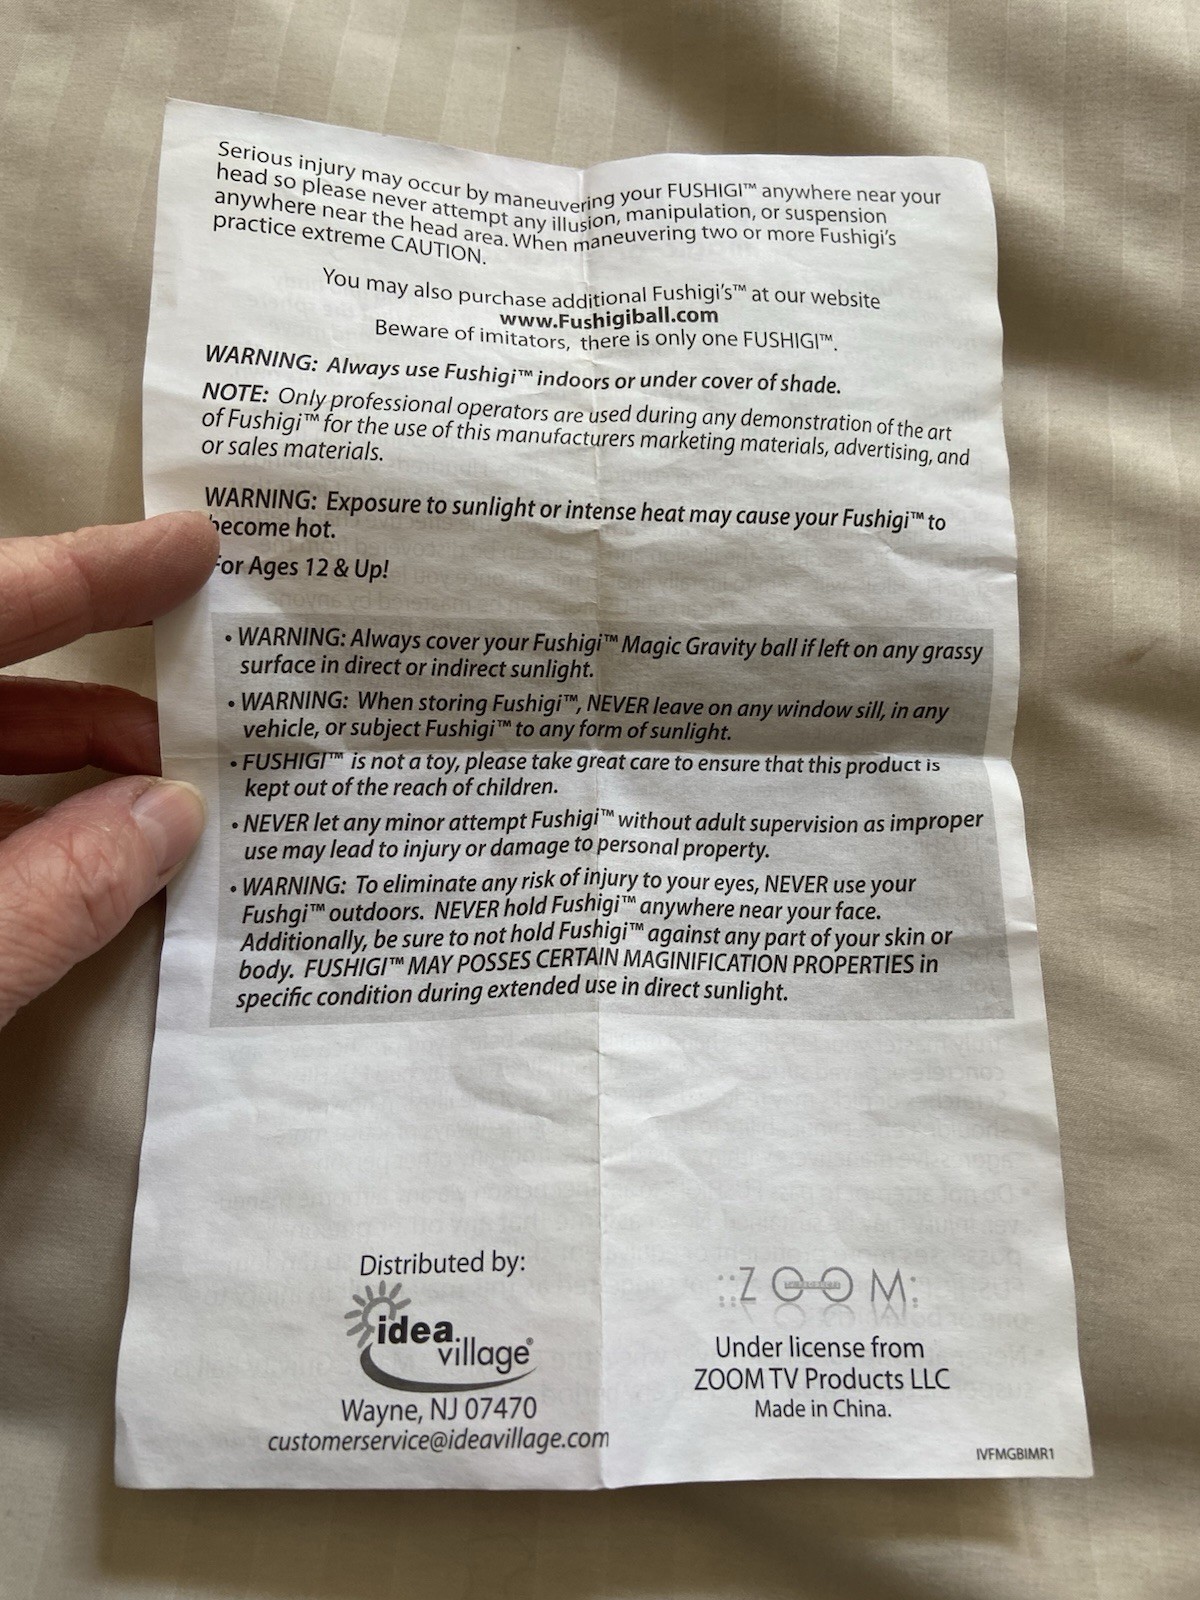 Serious injury may occur by maneuvering your FUSHIGI™ anywhere near your
head so please never attempt any illusion, manipulation, or suspension
anywhere near the head area. When maneuvering two or more Fushigi's
practice extreme CAUTION.
You may also purchase additional Fushigi's™ at our website
www.Fushigiball.com
Beware of imitators, there is only one FUSHIGI™.
WARNING: Always use Fushigi™ indoors or under cover of shade.
NOTE: Only professional operators are used during any demonstration of the art
of Fushigi™ for the use of this manufacturers marketing materials, advertising, and
or sales materials.
WARNING: Exposure to sunlight or intense heat may cause your Fushigi™ to
become hot.
For Ages 12 & Up!
• WARNING: Always cover your Fushigi™ Magic Gravity ball if left on any grassy
surface in direct or indirect sunlight.
• WARNING: When storing Fushigi™, NEVER leave on any window sill, in any
vehicle, or subject Fushigi™ to any form of sunlight.
• FUSHIGI™ is not a toy, please take great care to ensure that this product is
kept out of the reach of children.
• NEVER let any minor attempt Fushigi™ without adult supervision as improper
use may lead to injury or damage to personal property.
• WARNING: To eliminate any risk of injury to your eyes, NEVER use your
Fushgi™ outdoors. NEVER hold Fushigi™ anywhere near your face.
Additionally, be sure to not hold Fushigi™ against any part of your skin or
body. FUSHIGI™ MAY POSSES CERTAIN MAGINIFICATION PROPERTIES in
specific condition during extended use in direct sunlight.
Distributed by:
idea
village®
Wayne, NJ 07470
customerservice@ideavillage.com
ZOOM
Under license from
ZOOM TV Products LLC
Made in China.
IVFMGBIMR1